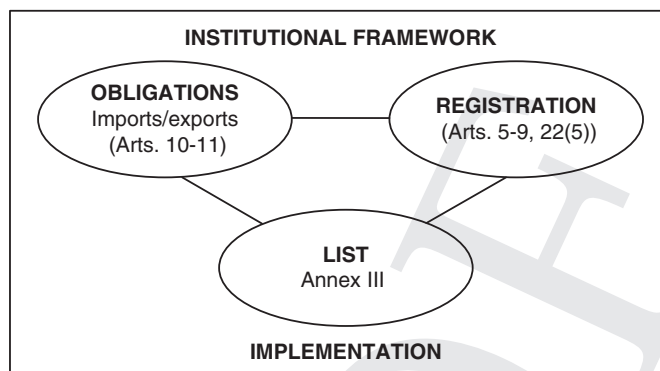 INSTITUTIONAL FRAMEWORK
OBLIGATIONS
Imports/exports
(Arts. 10-11)
REGISTRATION
(Arts. 5-9, 22(5))
LIST
Annex III
IMPLEMENTATION